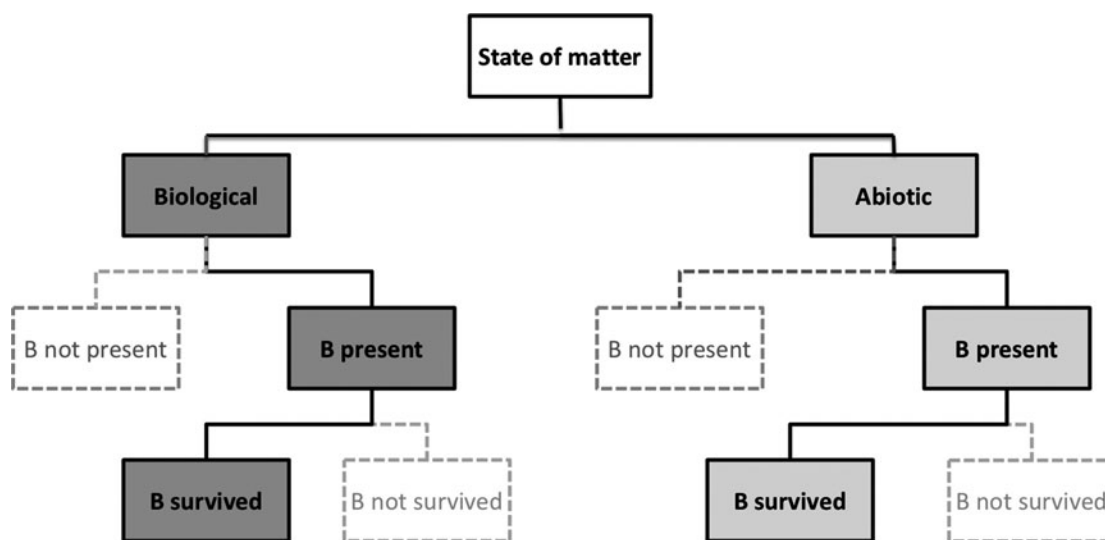 State of matter
Biological
Abiotic
B not present
B present
B not present
B present
B survived
B not survived
B survived
B not survived